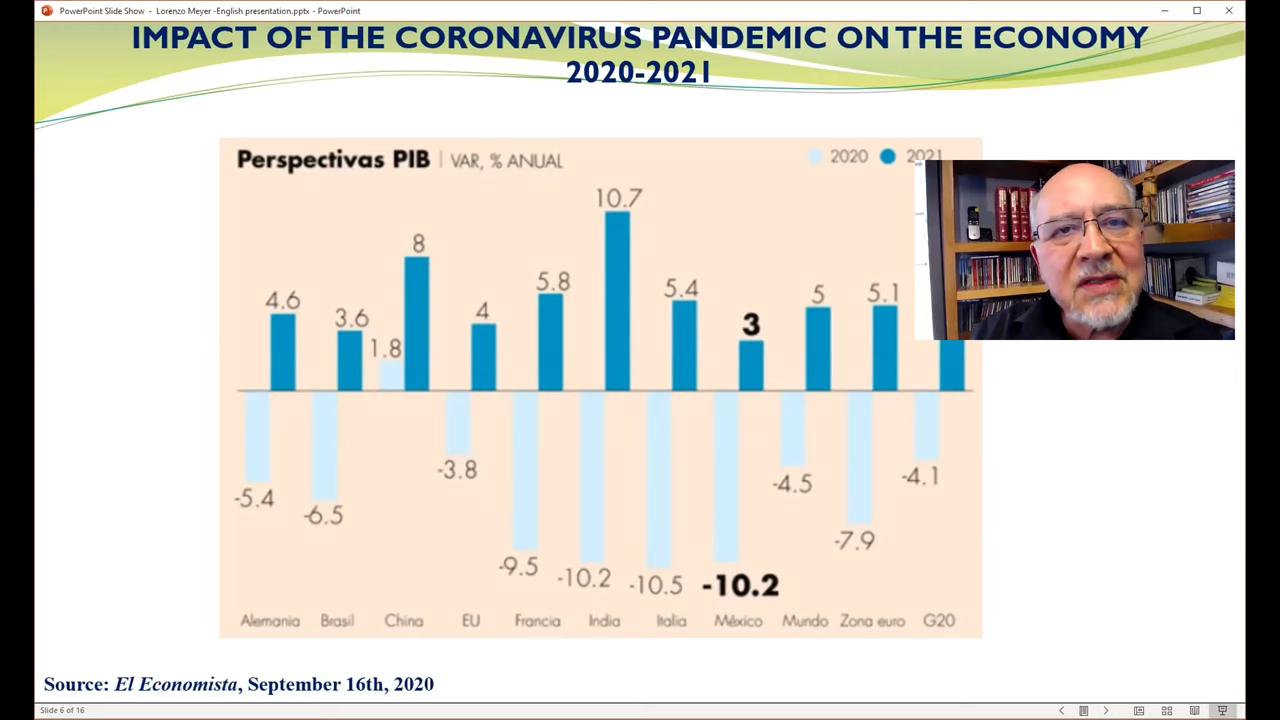 PowerPoint Slide Show - Lorenzo Meyer -English presentation.pptx - PowerPoint
IMPACT OF THE CORONAVIRUS PANDEMIC ON THE ECONOMY
2020-2021
Perspectivas PIB | VAR, % ANUAL
2020 2021
10.7
8
4.6 3.6 1.8 4 5.8 5.4 3 5 5.1
-5.4 -6.5 -3.8 -9.5 -10.2 -10.5 -10.2 -4.5 -7.9 -4.1
Alemania Brasil China EU Francia India Italia México Mundo Zona euro G20
Source: El Economista, September 16th, 2020
Slide 6 of 16